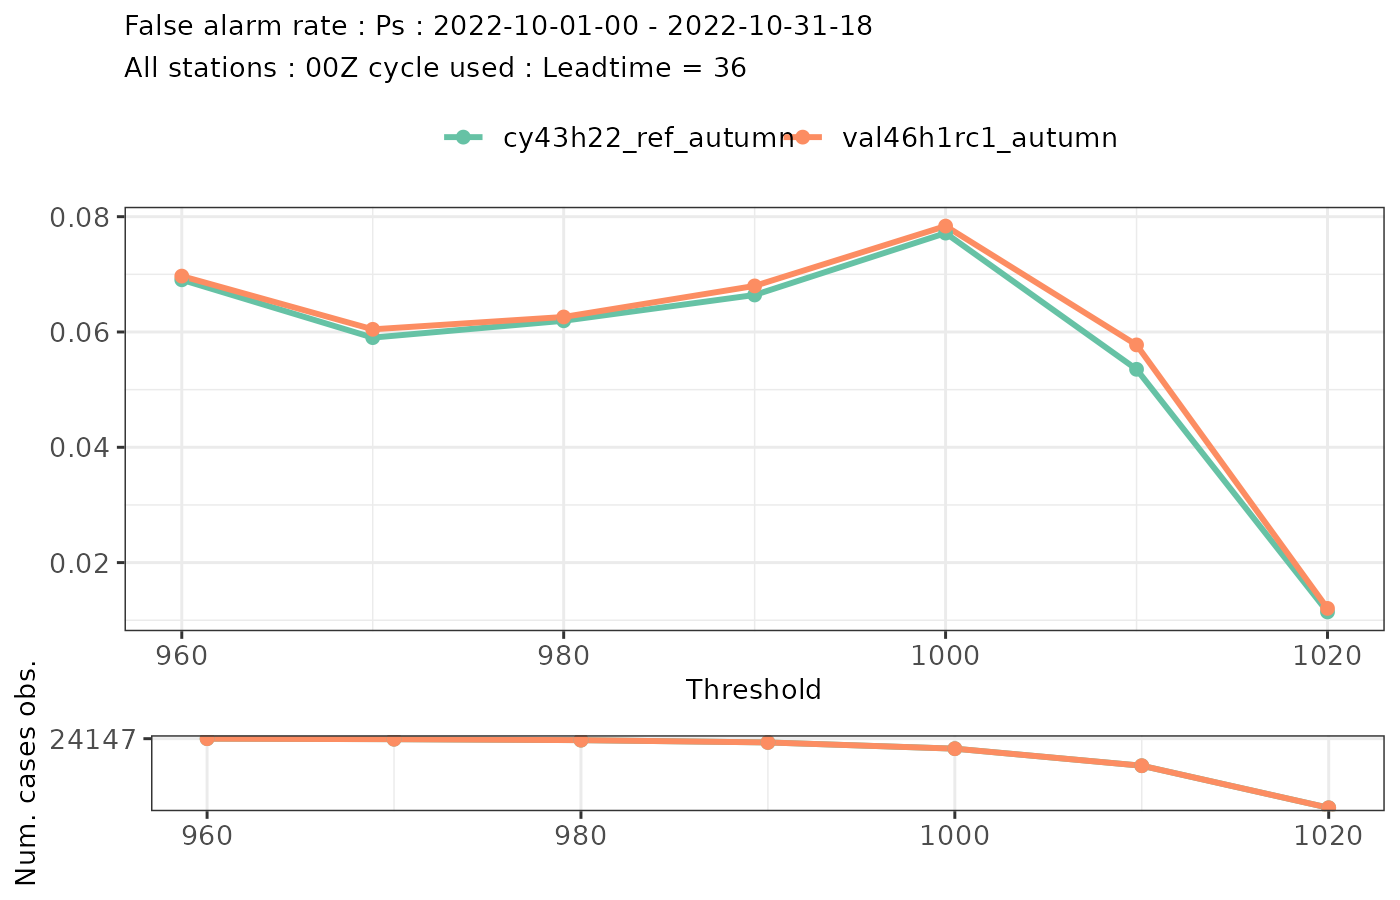 False alarm rate : Ps : 2022-10-01-00 - 2022-10-31-18
All stations : 00Z cycle used : Leadtime = 36
cy43h22_ref_autumn val46h1rc1_autumn
0.08
0.06
0.04
0.02
960 980 1000 1020
Threshold
Num. cases obs.
24147
960 980 1000 1020